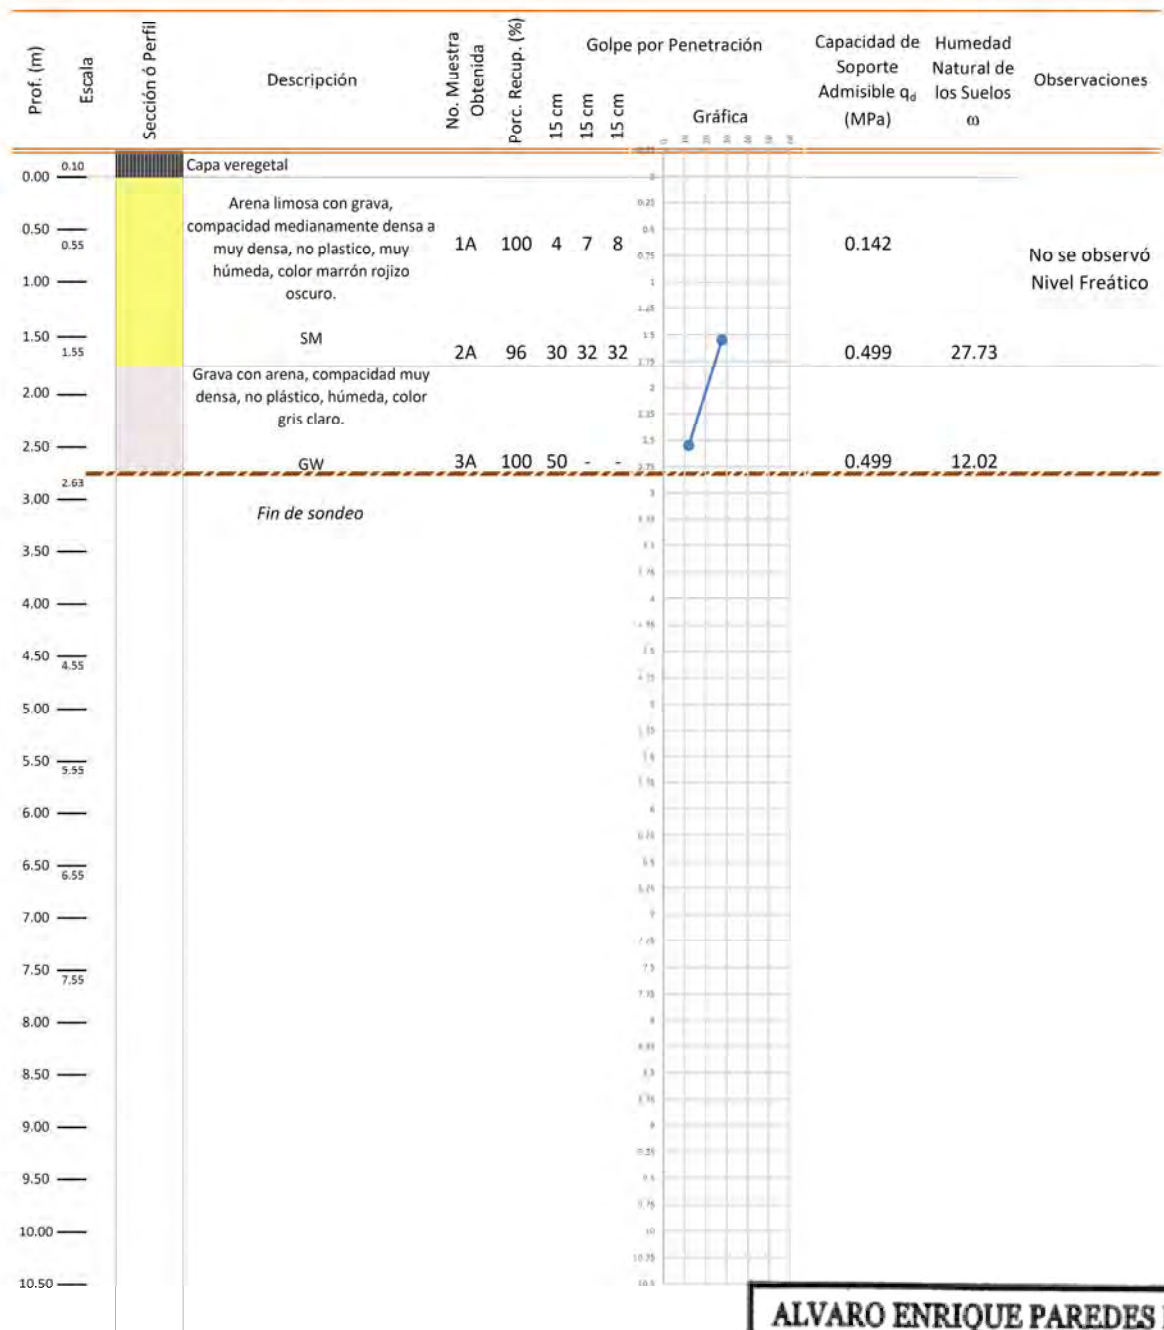 Prof. (m)
Escala
Sección ó Perfil
Descripción
No. Muestra
Obtenida
Porc. Recup. (%)
15 cm
15 cm
15 cm
Golpe por Penetración
Gráfica
Capacidad de
Soporte
Admisible qd
(MPa)
Humedad
Natural de
los Suelos
ω
Observaciones
0.10 Capa veregetal
0.00
Arena limosa con grava,
compacidad medianamente densa a
muy densa, no plastico, muy
húmeda, color marrón rojizo
oscuro.
0.50
0.55
1A 100 4 7 8 0.142
No se observó
Nivel Freático
1.00
1.50
1.55
SM
2A 96 30 32 32 0.499 27.73
Grava con arena, compacidad muy
densa, no plástico, húmeda, color
gris claro.
2.00
2.50
GW 3A 100 50 - - 0.499 12.02
2.63
3.00
Fin de sondeo
3.50
4.00
4.50
4.55
5.00
5.50
5.55
6.00
6.50
6.55
7.00
7.50
7.55
8.00
8.50
9.00
9.50
10.00
10.50
ALVARO ENRIQUE PAREDES